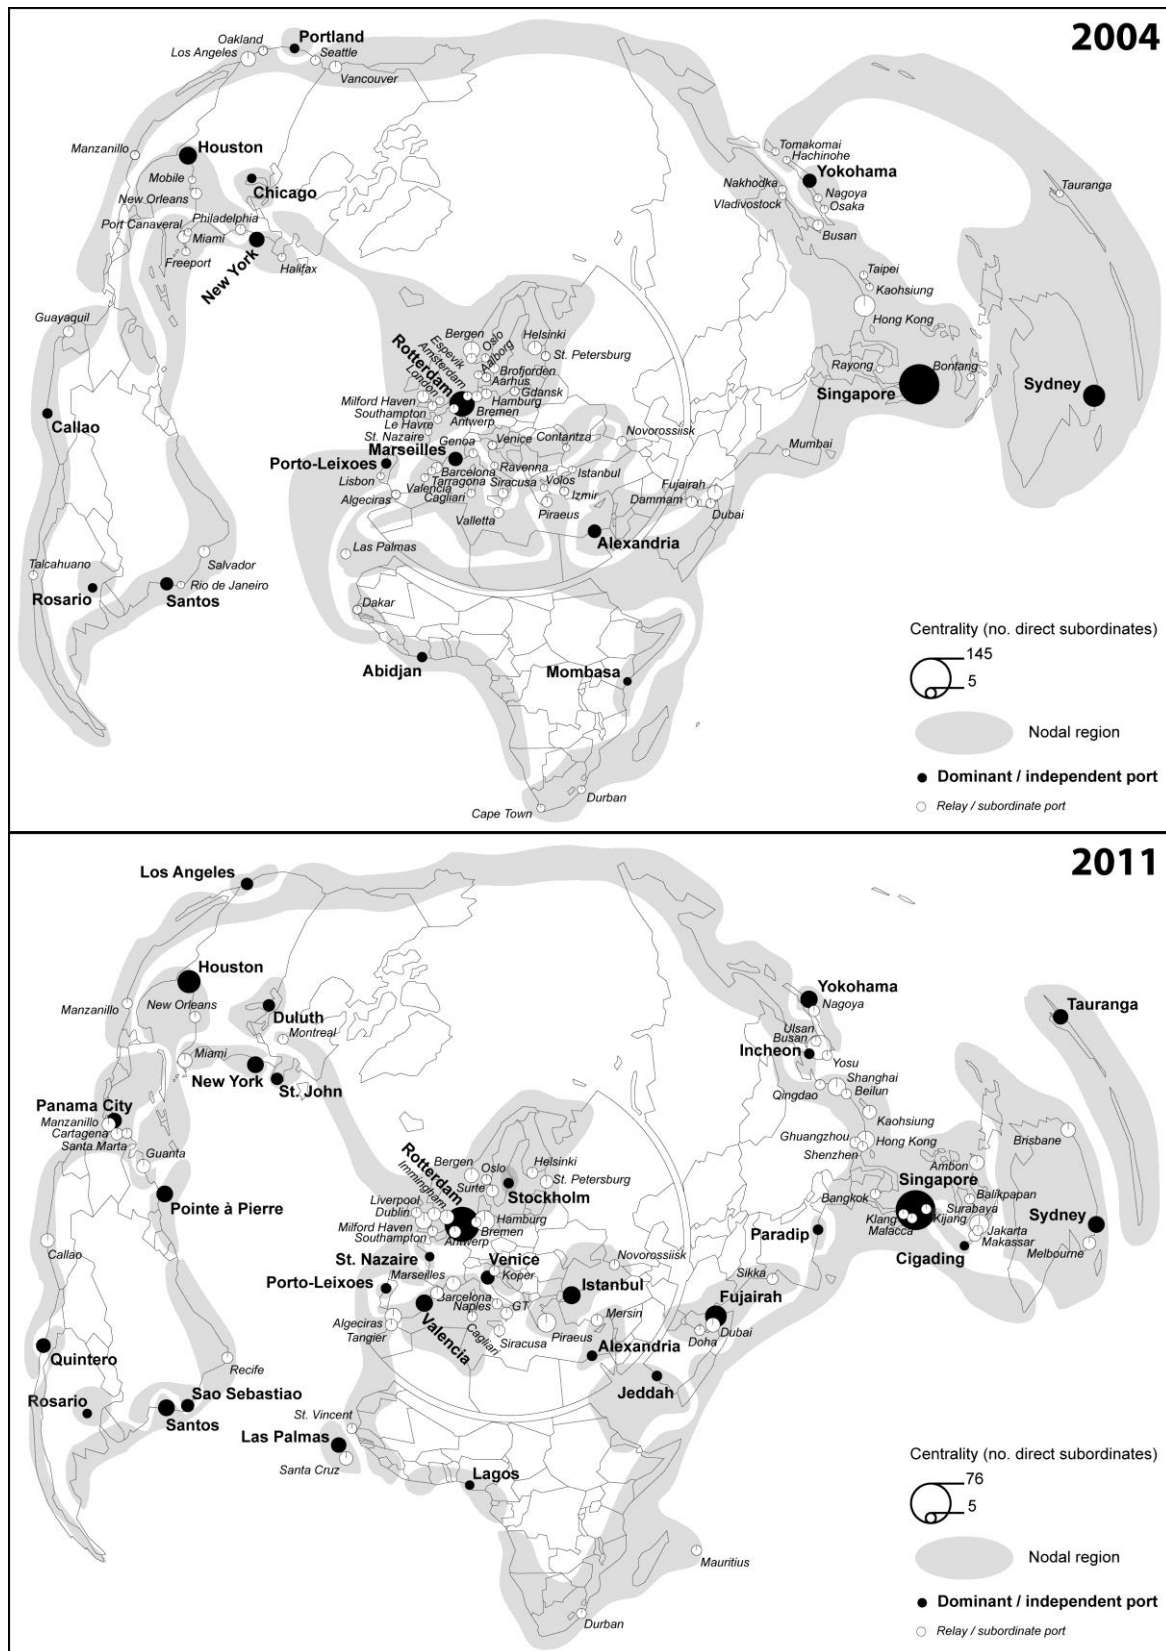 2004
Portland
Oakland
Los Angeles
Seattle
Vancouver
Manzanillo
Houston
Mobile
New Orleans
Chicago
Port Canaveral
Philadelphia
Miami
Freeport
New York
Halifax
Tomakomai
Hachinohe
Yokohama
Nakhodka
Nagoya
Vladivostock
Osaka
Busan
Tauranga
Taipei
Kaohsiung
Hong Kong
Guayaquil
Callao
Bergen
Oslo
Helsinki
St. Petersburg
Espevik
Aalborg
Amsterdam
Rotterdam
London
Brofjorden
Aarhus
Gdansk
Milford Haven
Hamburg
Southampton
Bremen
Antwerp
Le Havre
St. Nazaire
Genoa
Venice
Contantza
Novorossiisk
Marseilles
Porto-Leixoes
Barcelona
Ravenna
Istanbul
Lisbon
Valencia
Tarragona
Siracusa
Volos
Algeciras
Cagliari
Izmir
Valletta
Piraeus
Fujairah
Dammam
Dubai
Mumbai
Rayong
Bontang
Singapore
Sydney
Alexandria
Las Palmas
Talcahuano
Salvador
Rio de Janeiro
Rosario
Santos
Dakar
Abidjan
Mombasa
Durban
Cape Town
Centrality (no. direct subordinates)
145
5
Nodal region
Dominant / independent port
Relay / subordinate port
2011
Los Angeles
Houston
Manzanillo
New Orleans
Duluth
Montreal
Miami
New York
St. John
Panama City
Manzanillo
Cartagena
Santa Marta
Guanta
Pointe à Pierre
Callao
Yokohama
Nagoya
Ulsan
Busan
Incheon
Yosu
Shanghai
Qingdao
Beilun
Kaohsiung
Ghuangzhou
Hong Kong
Shenzhen
Tauranga
Brisbane
Ambon
Singapore
Bangkok
Balikpapan
Surabaya
Klang
Kijang
Malacca
Jakarta
Makassar
Cigading
Sydney
Melbourne
Paradip
Sikka
Rotterdam
Immingham
Bergen
Oslo
Helsinki
Surte
St. Petersburg
Stockholm
Liverpool
Dublin
Hamburg
Milford Haven
Bremen
Southampton
Antwerp
St. Nazaire
Venice
Novorossiisk
Porto-Leixoes
Marseilles
Koper
Istanbul
Barcelona
Naples
GT
Mersin
Algeciras
Tangier
Valencia
Cagliari
Siracusa
Piraeus
Alexandria
Fujairah
Doha
Dubai
Jeddah
Quintero
Recife
Rosario
Sao Sebastiao
Santos
St. Vincent
Las Palmas
Santa Cruz
Lagos
Mauritius
Durban
Centrality (no. direct subordinates)
76
5
Nodal region
Dominant / independent port
Relay / subordinate port